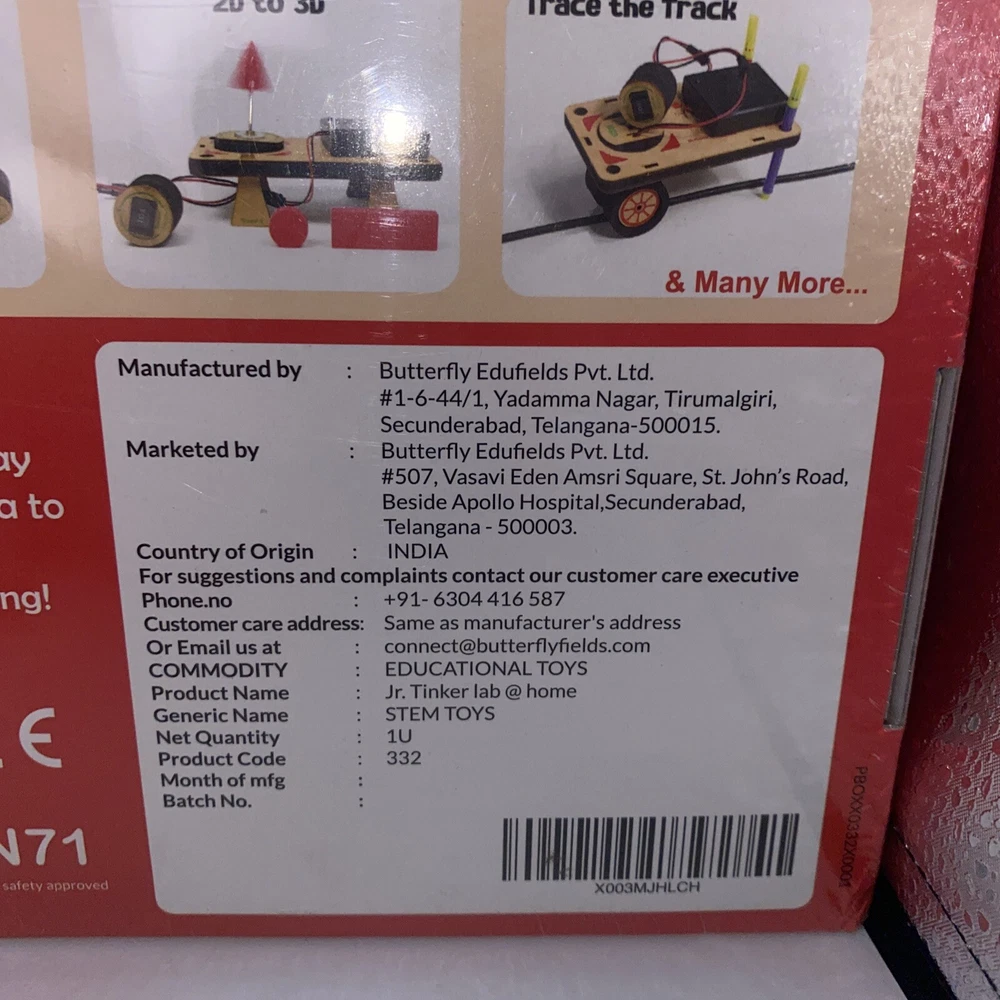 2D to 3D
Trace the Track
& Many More...
Manufactured by : Butterfly Edufields Pvt. Ltd.
#1-6-44/1, Yadamma Nagar, Tirumalgiri,
Secunderabad, Telangana-500015.
Marketed by : Butterfly Edufields Pvt. Ltd.
#507, Vasavi Eden Amsri Square, St. John's Road,
Beside Apollo Hospital,Secunderabad,
Telangana - 500003.
Country of Origin : INDIA
For suggestions and complaints contact our customer care executive
Phone.no : +91- 6304 416 587
Customer care address: Same as manufacturer's address
Or Email us at : connect@butterflyfields.com
COMMODITY : EDUCATIONAL TOYS
Product Name : Jr. Tinker lab @ home
Generic Name : STEM TOYS
Net Quantity : 1U
Product Code : 332
Month of mfg :
Batch No. :
X003MJHLCH
PBOXX0332X0001
ay
a to
ng!
CE
N71
safety approved